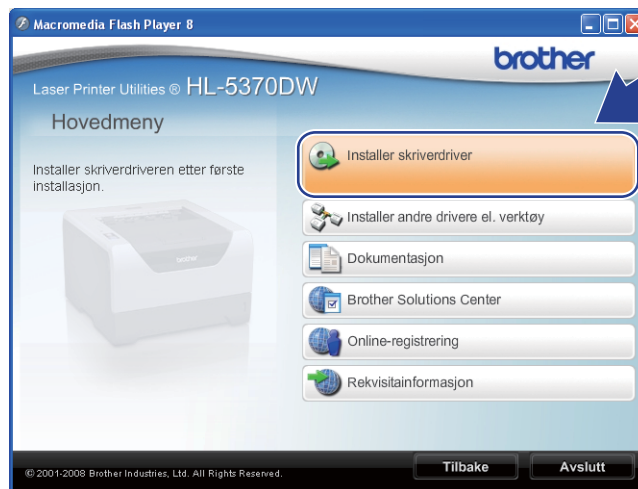 Macromedia Flash Player 8
brother
Laser Printer Utilities ® HL-5370DW
Hovedmeny
Installer skriverdriveren etter første
installasjon.
Installer skriverdriver
Installer andre drivere el. verktøy
Dokumentasjon
Brother Solutions Center
Online-registrering
Rekvisitainformasjon
© 2001-2008 Brother Industries, Ltd. All Rights Reserved.
Tilbake
Avslutt